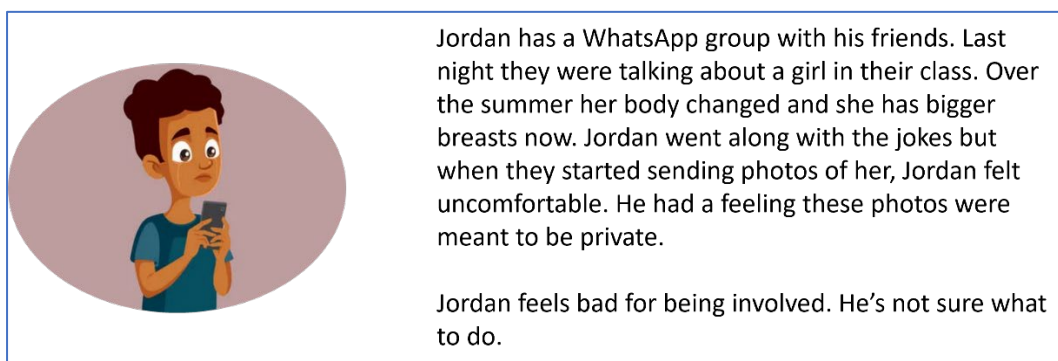 Jordan has a WhatsApp group with his friends. Last
night they were talking about a girl in their class. Over
the summer her body changed and she has bigger
breasts now. Jordan went along with the jokes but
when they started sending photos of her, Jordan felt
uncomfortable. He had a feeling these photos were
meant to be private.
Jordan feels bad for being involved. He’s not sure what
to do.